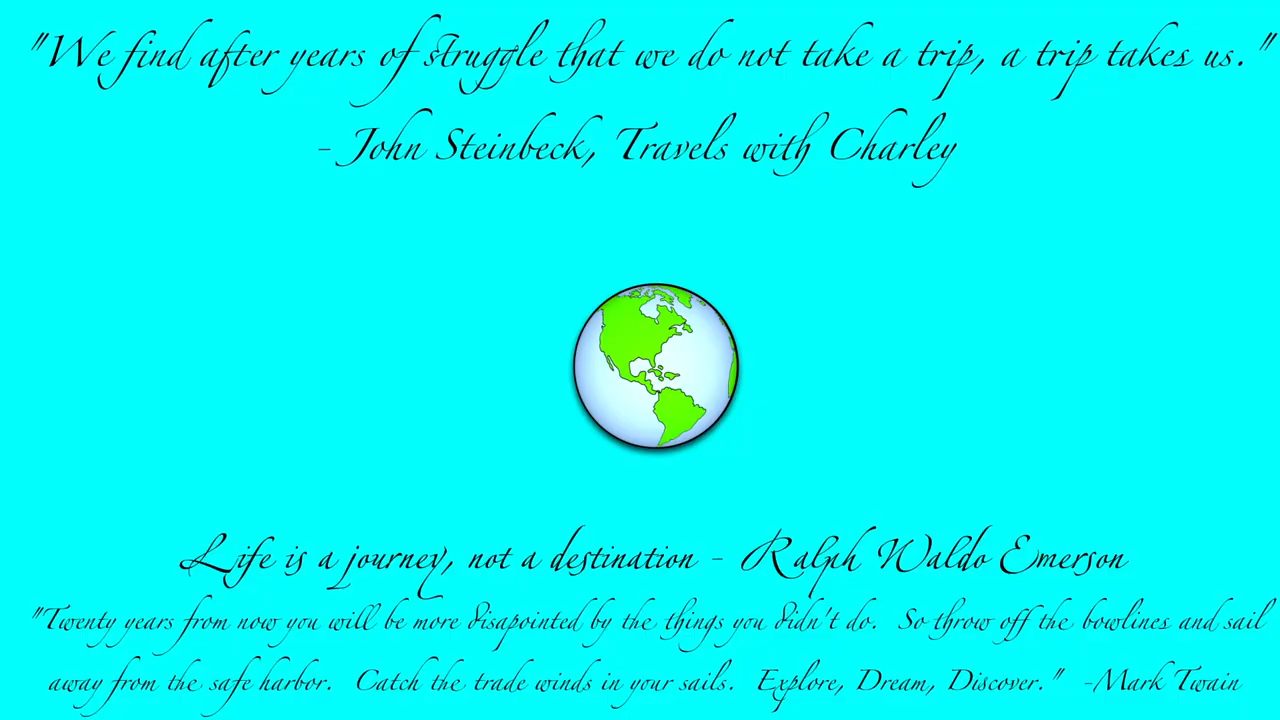 "We find after years of struggle that we do not take a trip, a trip takes us."
- John Steinbeck, Travels with Charley
Life is a journey, not a destination - Ralph Waldo Emerson
"Twenty years from now you will be more disapointed by the things you didn't do.  So throw off the bowlines and sail
away from the safe harbor.  Catch the trade winds in your sails.  Explore, Dream, Discover."  -Mark Twain